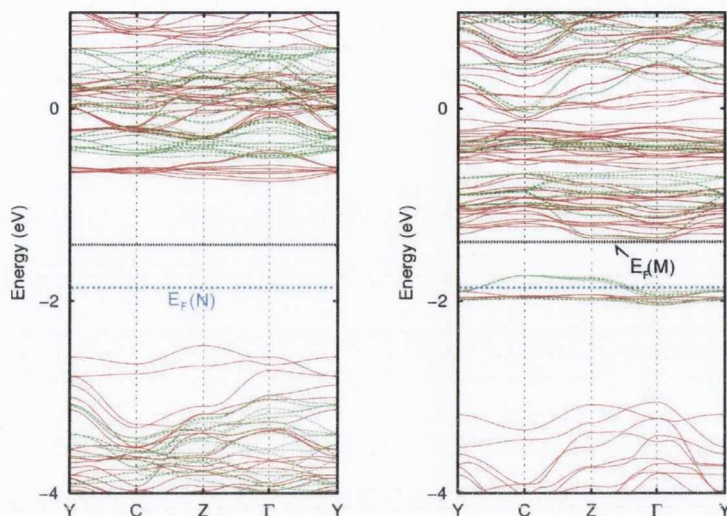 0
−2
−4
Energy (eV)
E_F(N)
Y C Z Γ Y
0
−2
−4
Energy (eV)
E_F(M)
Y C Z Γ Y